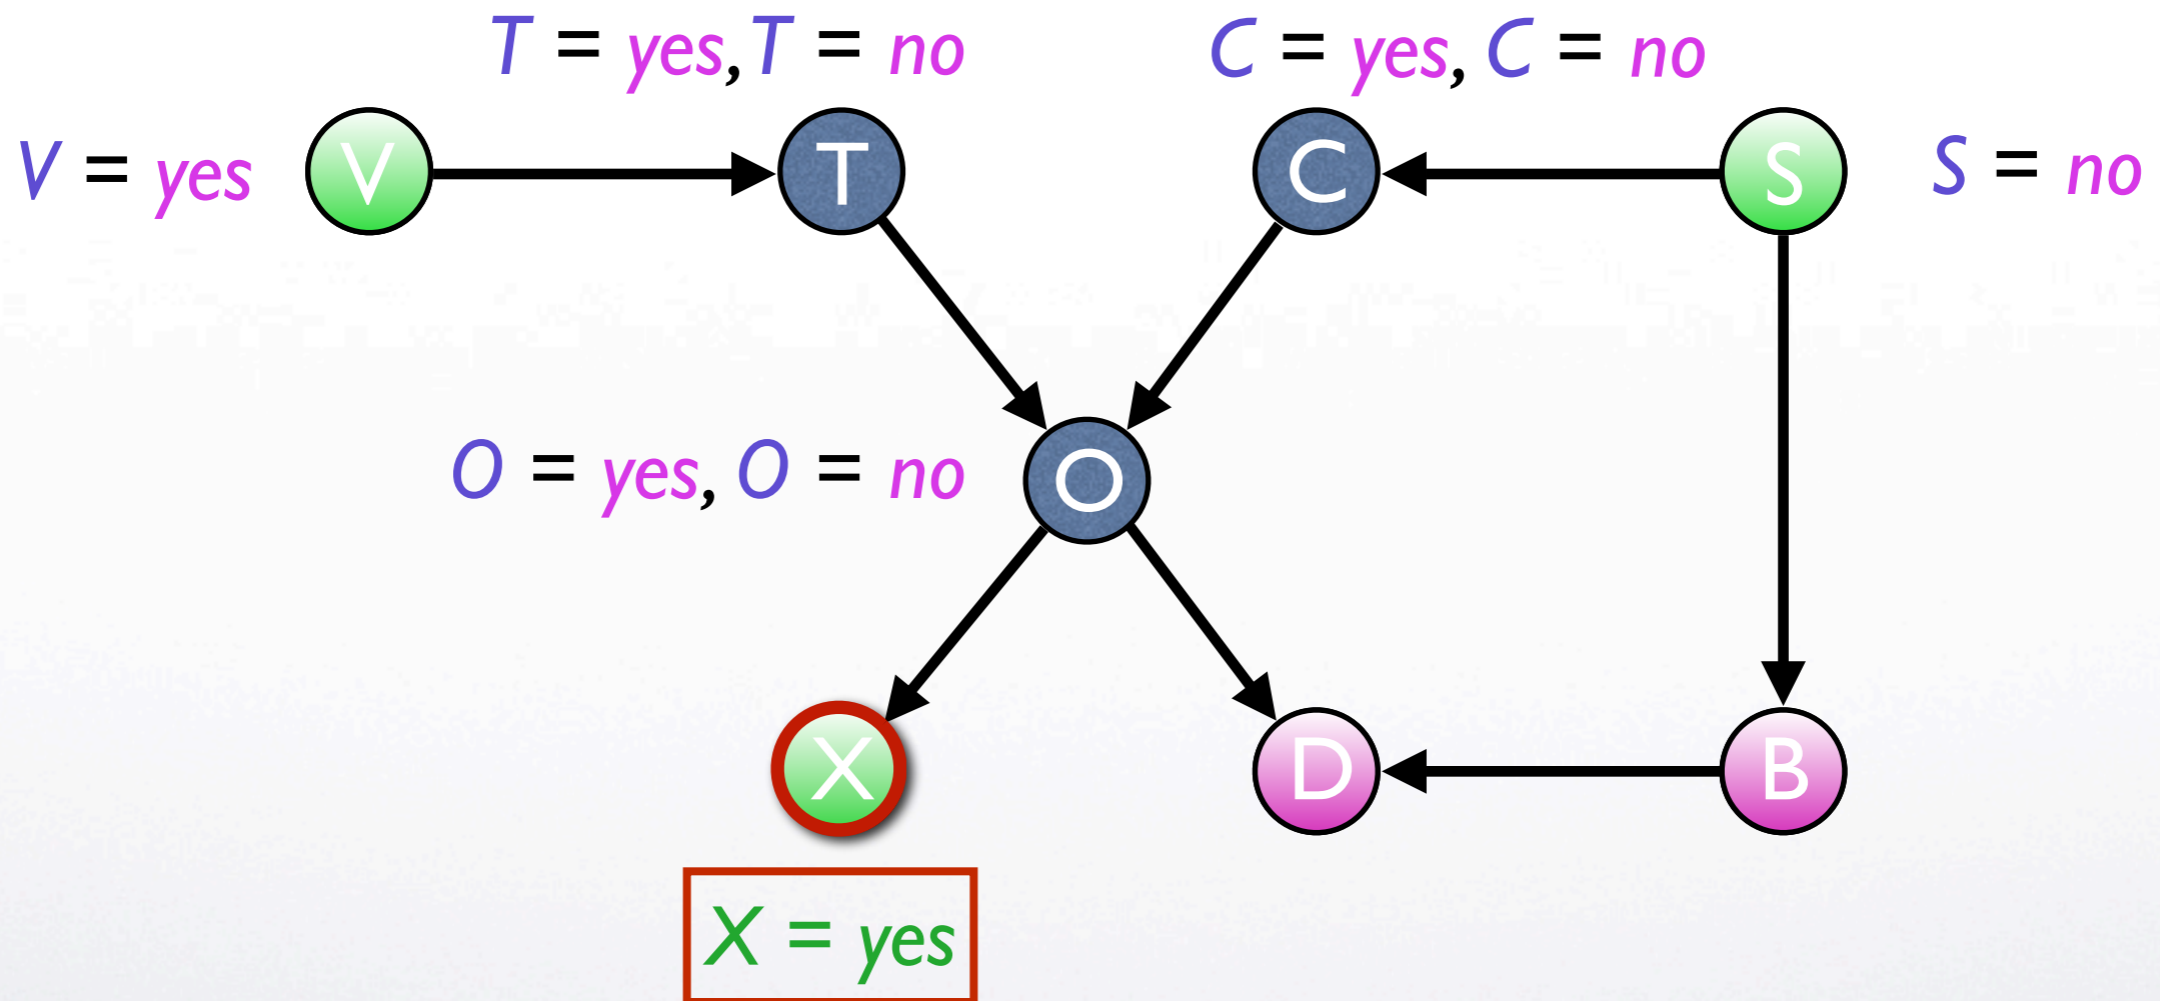 T = yes, T = no
C = yes, C = no
V = yes
V
T
C
S
S = no
O = yes, O = no
O
X
D
B
X = yes